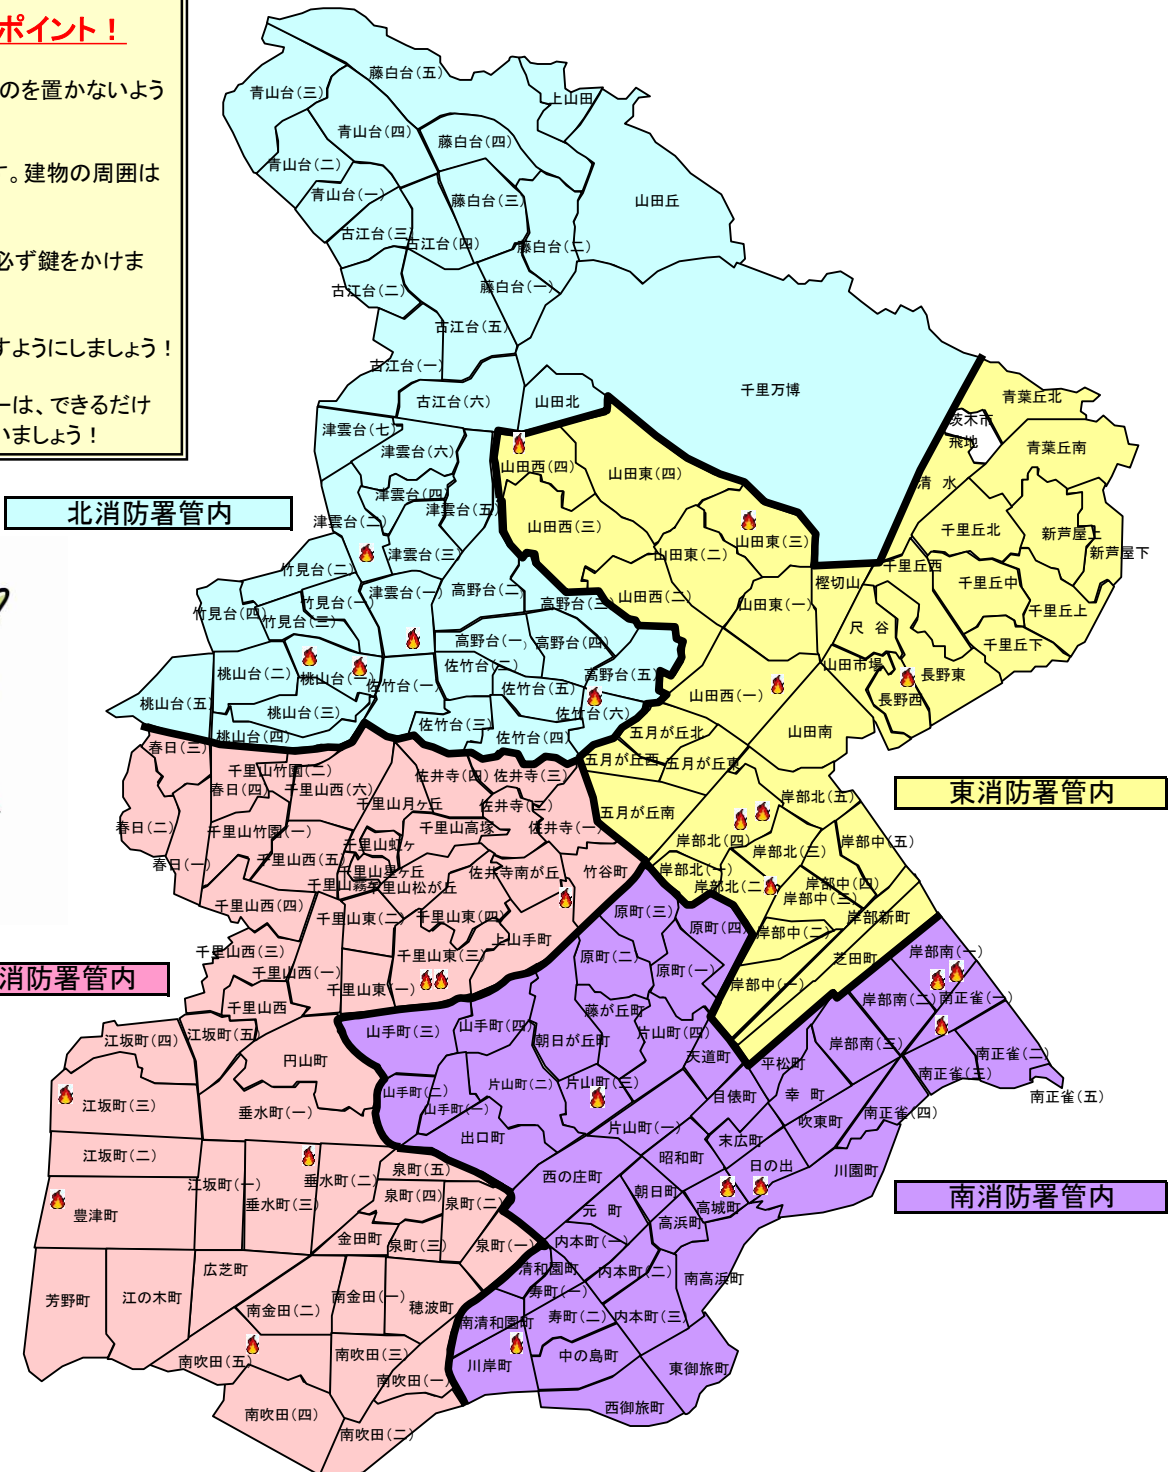 ポイント！
のを置かないよう
す。建物の周囲は
必ず鍵をかけま
すようにしましょう！
ーは、できるだけ
いましょう！
藤白台(五)
青山台(三)
上山田
青山台(四)
藤白台(四)
青山台(二)
青山台(一)
藤白台(三)
山田丘
古江台(三)
古江台(四)
藤白台(二)
古江台(二)
藤白台(一)
古江台(五)
古江台(一)
千里万博
古江台(六)
山田北
青葉丘北
茨木市
飛地
津雲台(七)
津雲台(六)
青葉丘南
山田西(四)
山田東(四)
清 水
津雲台(四)
津雲台(五)
北消防署管内
津雲台(二)
山田西(三)
山田東(三)
千里丘北
新芦屋上
津雲台(三)
山田東(二)
新芦屋下
竹見台(二)
千里丘西
樫切山
千里丘中
津雲台(一)
高野台(二)
高野台(三)
山田西(二)
山田東(一)
竹見台(一)
竹見台(四)
竹見台(三)
千里丘上
尺 谷
高野台(一)
高野台(四)
千里丘下
佐竹台(二)
山田市場
桃山台(二)
桃山台(一)
佐竹台(一)
高野台(五)
長野東
佐竹台(五)
山田西(一)
長野西
桃山台(五)
桃山台(三)
佐竹台(六)
佐竹台(三)
桃山台(四)
佐竹台(四)
五月が丘北
山田南
春日(三)
五月が丘西
五月が丘東
千里山竹園(二)
佐井寺(四)
佐井寺(三)
春日(四)
千里山西(六)
東消防署管内
千里山月ヶ丘
佐井寺(二)
岸部北(五)
五月が丘南
春日(二)
千里山竹園(一)
千里山高塚
佐井寺(一)
岸部北(四)
岸部中(五)
千里山虹ヶ
岸部北(三)
春日(一)
千里山西(五)
千里山星ヶ丘
佐井寺南が丘
竹谷町
岸部北(一)
千里山霧ヶ
千里山松が丘
岸部北(二)
岸部中(四)
岸部中(三)
千里山西(四)
千里山東(二)
千里山東(四)
原町(三)
岸部新町
原町(四)
岸部中(二)
上山手町
千里山西(三)
千里山東(三)
原町(二)
芝田町
岸部南(一)
千里山西(一)
原町(一)
消防署管内
千里山東(一)
岸部中(一)
千里山西
岸部南(二)
南正雀(一)
藤が丘町
山手町(三)
山手町(四)
片山町(四)
江坂町(四)
江坂町(五)
朝日が丘町
岸部南(三)
円山町
天道町
平松町
南正雀(二)
南正雀(三)
片山町(二)
片山町(三)
山手町(二)
目俵町
幸 町
南正雀(五)
江坂町(三)
垂水町(一)
山手町(一)
吹東町
南正雀(四)
片山町(一)
出口町
末広町
江坂町(二)
昭和町
日の出
泉町(五)
川園町
西の庄町
江坂町(一)
垂水町(二)
朝日町
南消防署管内
垂水町(三)
泉町(四)
泉町(二)
高城町
元 町
豊津町
高浜町
金田町
泉町(三)
泉町(一)
内本町(一)
広芝町
清和園町
内本町(二)
南高浜町
芳野町
江の木町
南金田(一)
寿町(一)
南金田(二)
穂波町
南清和園町
寿町(二)
内本町(三)
南吹田(五)
南吹田(三)
中の島町
川岸町
東御旅町
南吹田(一)
西御旅町
南吹田(四)
南吹田(二)